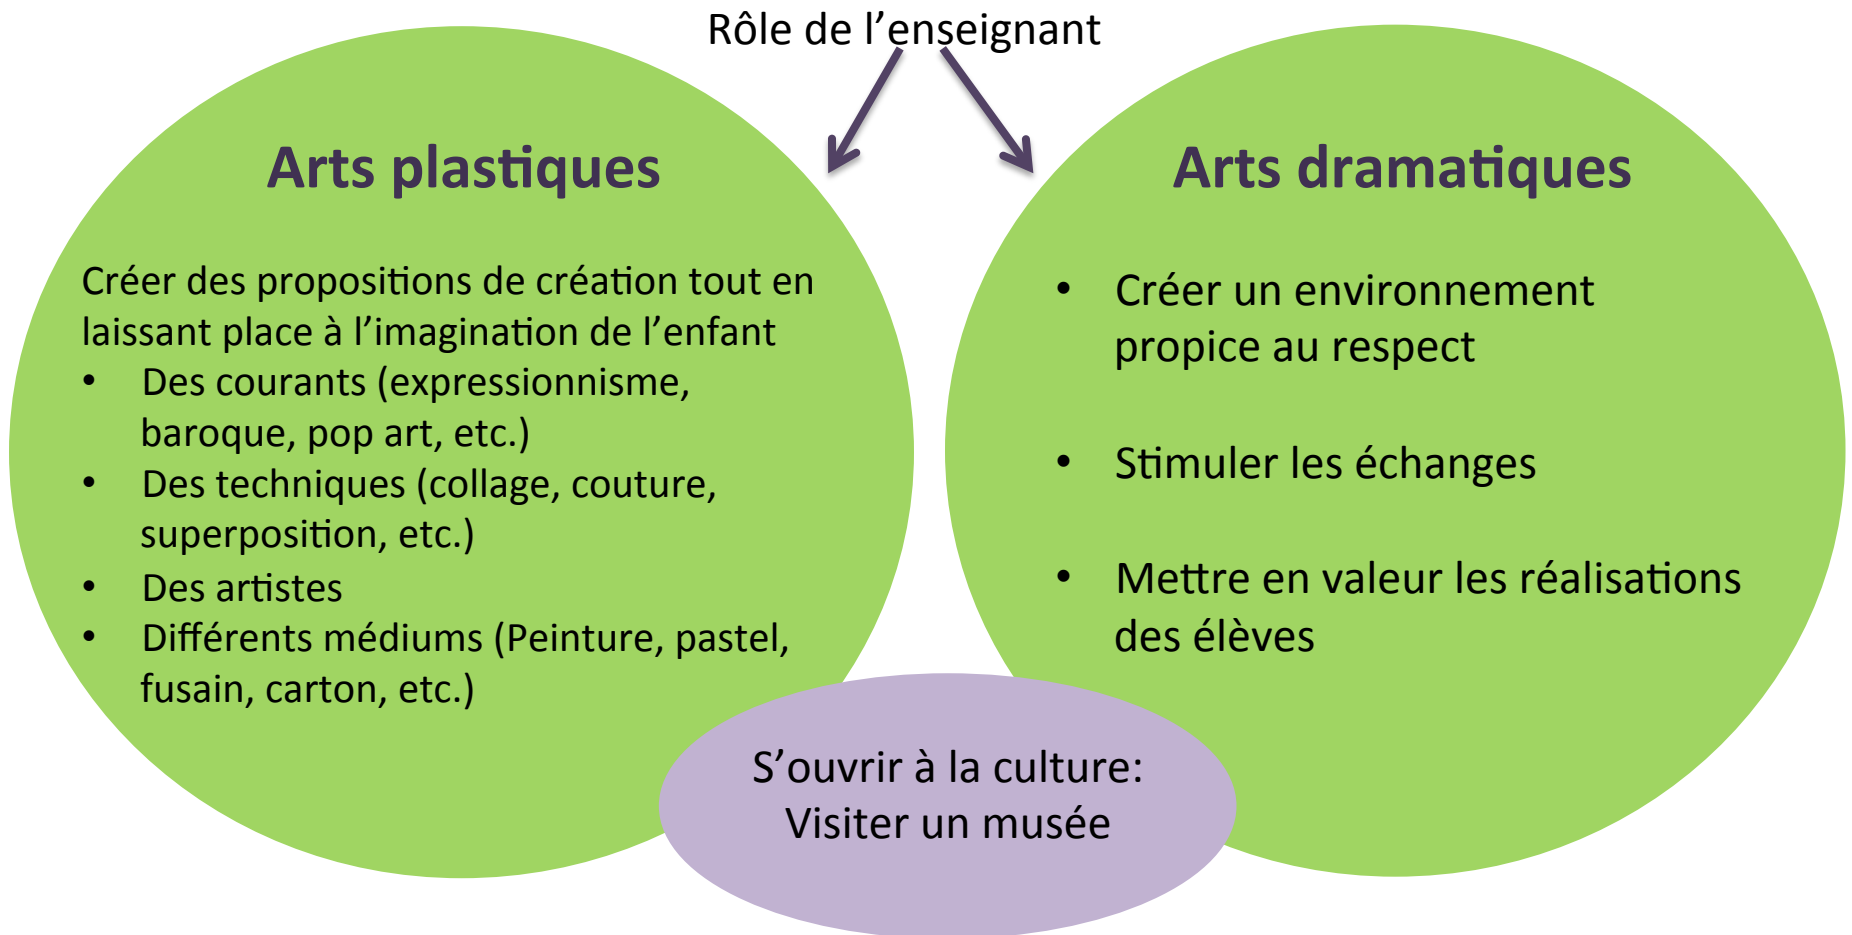 Rôle de l’enseignant
Arts plastiques
Créer des propositions de création tout en
laissant place à l’imagination de l’enfant
• Des courants (expressionnisme,
baroque, pop art, etc.)
• Des techniques (collage, couture,
superposition, etc.)
• Des artistes
• Différents médiums (Peinture, pastel,
fusain, carton, etc.)
Arts dramatiques
• Créer un environnement
propice au respect
• Stimuler les échanges
• Mettre en valeur les réalisations
des élèves
S’ouvrir à la culture:
Visiter un musée